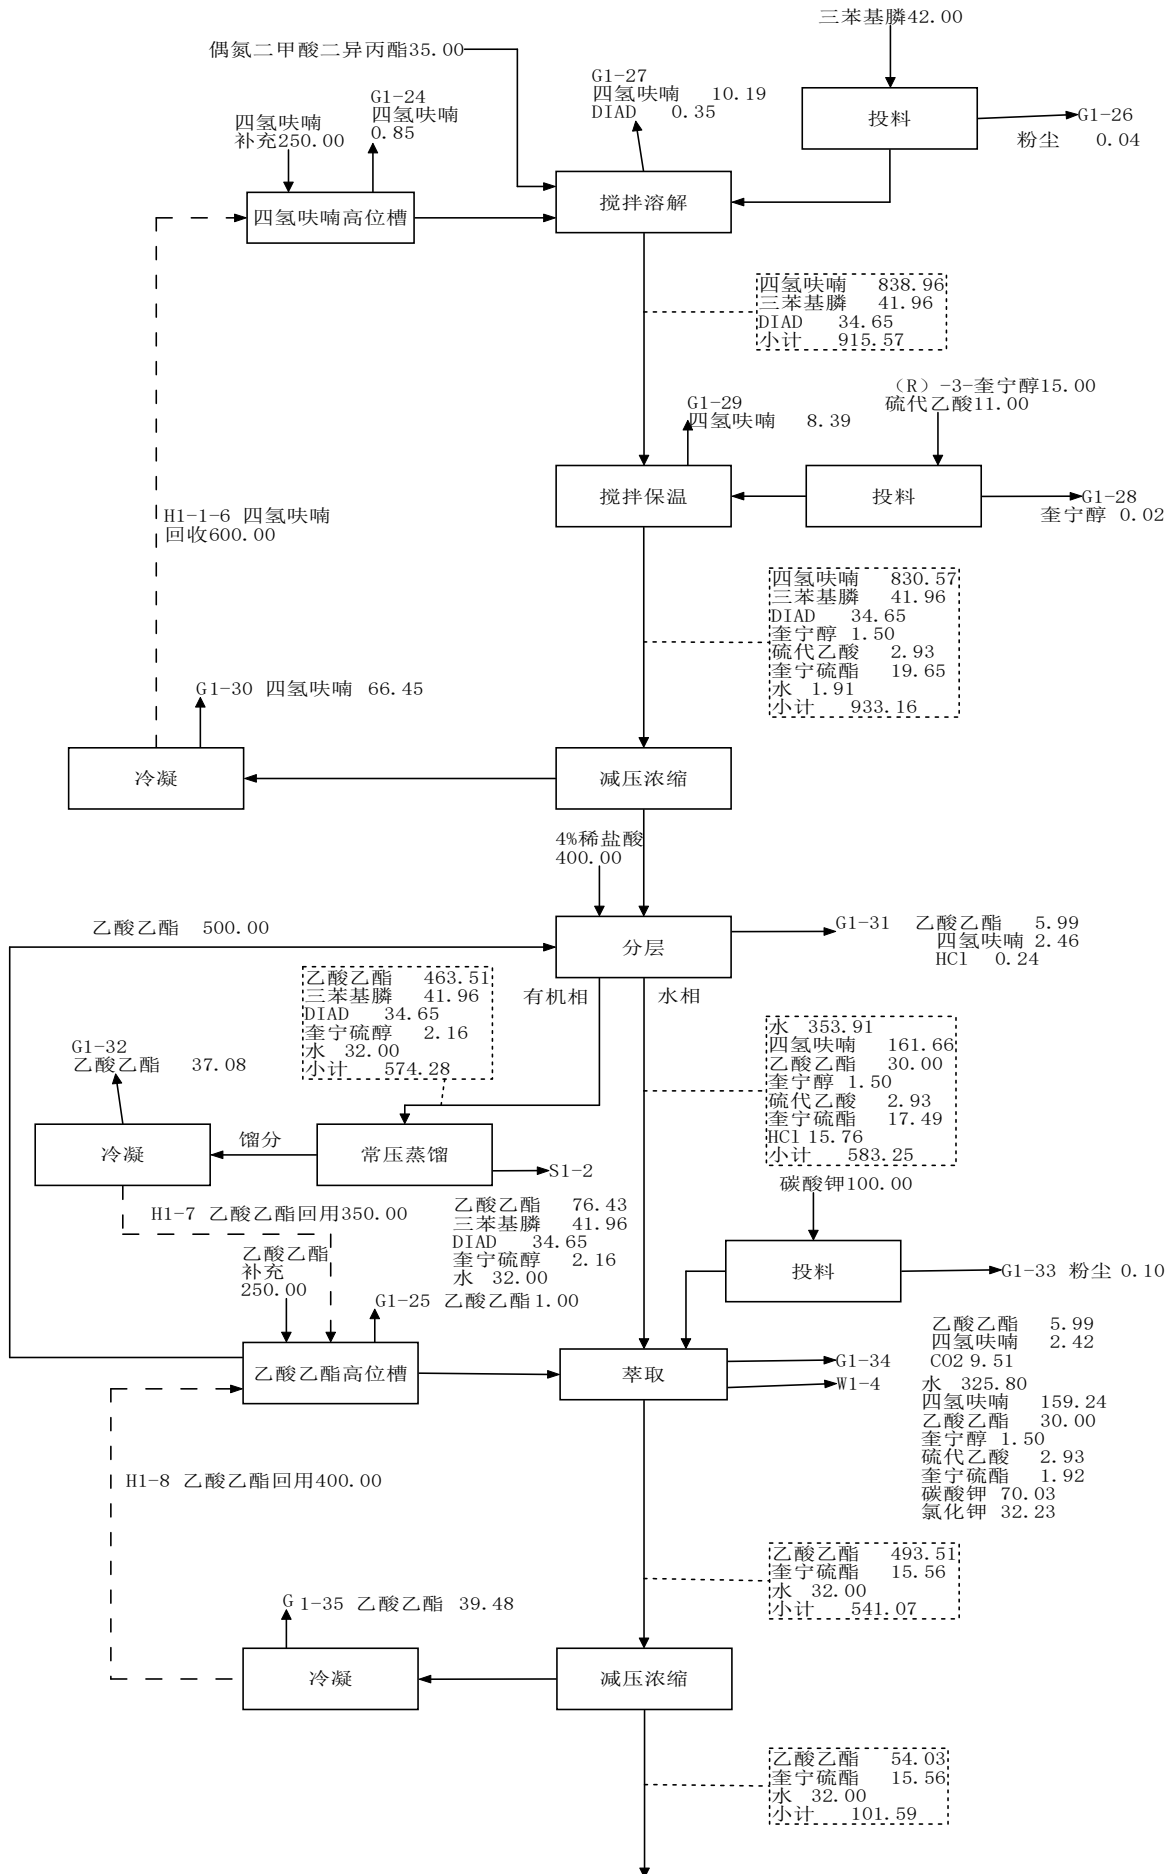 三苯基膦42.00
偶氮二甲酸二异丙酯35.00
G1-27
四氢呋喃 10.19
DIAD 0.35
G1-24
四氢呋喃
0.85
四氢呋喃
补充250.00
投料
G1-26
粉尘 0.04
四氢呋喃高位槽
搅拌溶解
四氢呋喃 838.96
三苯基膦 41.96
DIAD 34.65
小计 915.57
(R)-3-奎宁醇15.00
硫代乙酸11.00
G1-29
四氢呋喃 8.39
搅拌保温
投料
G1-28
奎宁醇 0.02
H1-1-6 四氢呋喃
回收600.00
四氢呋喃 830.57
三苯基膦 41.96
DIAD 34.65
奎宁醇 1.50
硫代乙酸 2.93
奎宁硫酯 19.65
水 1.91
小计 933.16
G1-30 四氢呋喃 66.45
冷凝
减压浓缩
4%稀盐酸
400.00
乙酸乙酯 500.00
分层
G1-31 乙酸乙酯 5.99
四氢呋喃 2.46
HCl 0.24
有机相
水相
乙酸乙酯 463.51
三苯基膦 41.96
DIAD 34.65
奎宁硫醇 2.16
水 32.00
小计 574.28
水 353.91
四氢呋喃 161.66
乙酸乙酯 30.00
奎宁醇 1.50
硫代乙酸 2.93
奎宁硫酯 17.49
HCl 15.76
小计 583.25
G1-32
乙酸乙酯 37.08
冷凝
馏分
常压蒸馏
S1-2
乙酸乙酯 76.43
三苯基膦 41.96
DIAD 34.65
奎宁硫醇 2.16
水 32.00
碳酸钾100.00
H1-7 乙酸乙酯回用350.00
乙酸乙酯
补充
250.00
G1-25 乙酸乙酯1.00
投料
G1-33 粉尘 0.10
乙酸乙酯高位槽
萃取
G1-34
乙酸乙酯 5.99
四氢呋喃 2.42
CO2 9.51
W1-4
水 325.80
四氢呋喃 159.24
乙酸乙酯 30.00
奎宁醇 1.50
硫代乙酸 2.93
奎宁硫酯 1.92
碳酸钾 70.03
氯化钾 32.23
H1-8 乙酸乙酯回用400.00
乙酸乙酯 493.51
奎宁硫酯 15.56
水 32.00
小计 541.07
G1-35 乙酸乙酯 39.48
冷凝
减压浓缩
乙酸乙酯 54.03
奎宁硫酯 15.56
水 32.00
小计 101.59